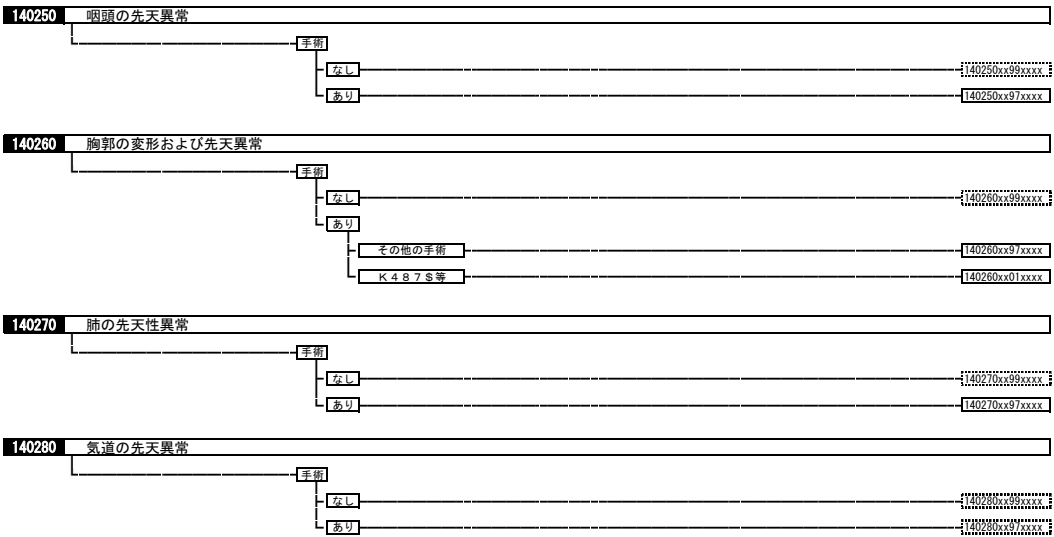 140250 咽頭の先天異常
手術
なし 140250xx99xxxx
あり 140250xx97xxxx
140260 胸郭の変形および先天異常
手術
なし 140260xx99xxxx
あり
その他の手術 140260xx97xxxx
K487$等 140260xx01xxxx
140270 肺の先天性異常
手術
なし 140270xx99xxxx
あり 140270xx97xxxx
140280 気道の先天異常
手術
なし 140280xx99xxxx
あり 140280xx97xxxx